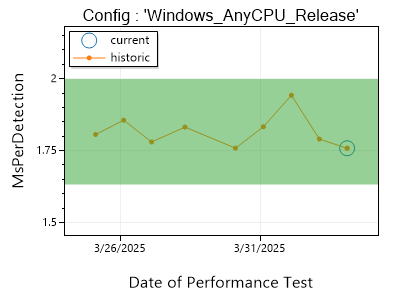 Config : 'Windows_AnyCPU_Release'
current
historic
MsPerDetection
2
1.75
1.5
3/26/2025
3/31/2025
Date of Performance Test